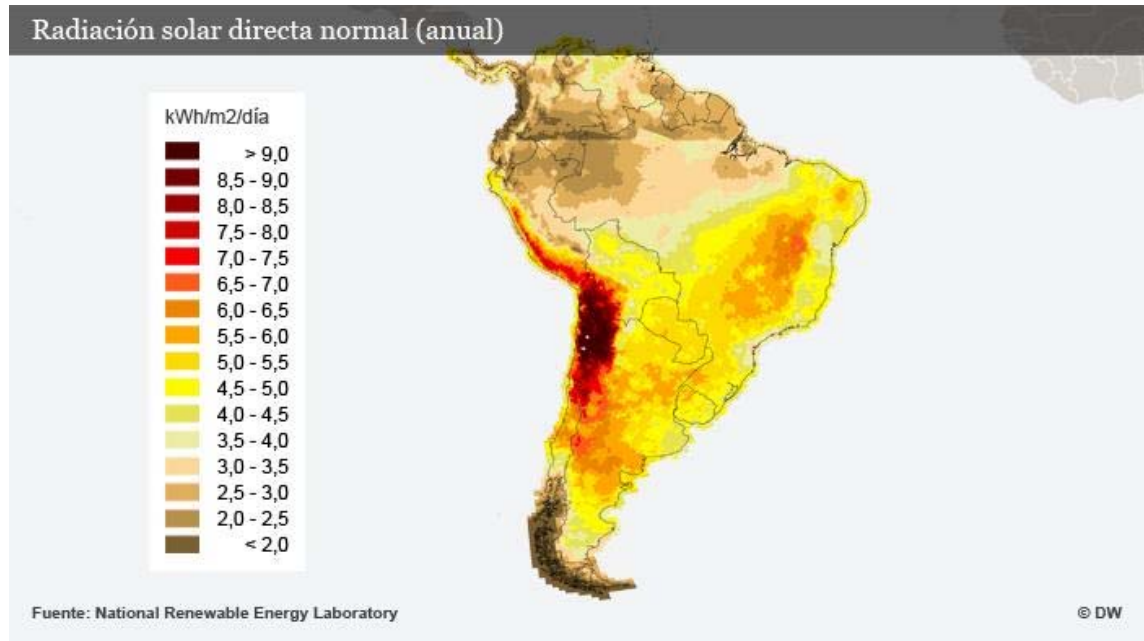 Radiación solar directa normal (anual)
kWh/m2/día
> 9,0
8,5 - 9,0
8,0 - 8,5
7,5 - 8,0
7,0 - 7,5
6,5 - 7,0
6,0 - 6,5
5,5 - 6,0
5,0 - 5,5
4,5 - 5,0
4,0 - 4,5
3,5 - 4,0
3,0 - 3,5
2,5 - 3,0
2,0 - 2,5
< 2,0
Fuente: National Renewable Energy Laboratory
© DW